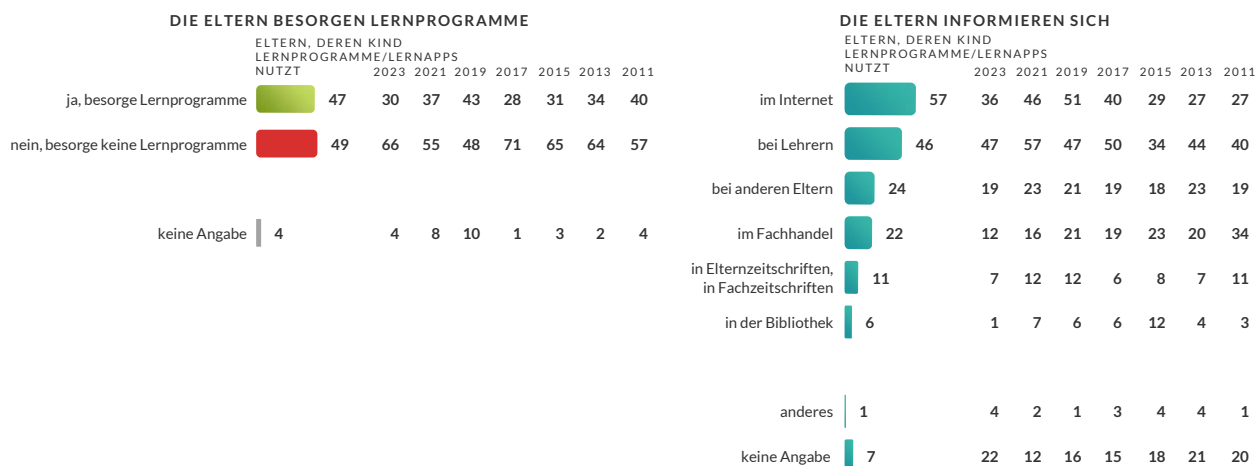 DIE ELTERN BESORGEN LERNPROGRAMME
ELTERN, DEREN KIND
LERNPROGRAMME/LERNAPPS
NUTZT 2023 2021 2019 2017 2015 2013 2011
ja, besorge Lernprogramme 47 30 37 43 28 31 34 40
nein, besorge keine Lernprogramme 49 66 55 48 71 65 64 57
keine Angabe 4 4 8 10 1 3 2 4
DIE ELTERN INFORMIEREN SICH
ELTERN, DEREN KIND
LERNPROGRAMME/LERNAPPS
NUTZT 2023 2021 2019 2017 2015 2013 2011
im Internet 57 36 46 51 40 29 27 27
bei Lehrern 46 47 57 47 50 34 44 40
bei anderen Eltern 24 19 23 21 19 18 23 19
im Fachhandel 22 12 16 21 19 23 20 34
in Elternzeitschriften,
in Fachzeitschriften 11 7 12 12 6 8 7 11
in der Bibliothek 6 1 7 6 6 12 4 3
anderes 1 4 2 1 3 4 4 1
keine Angabe 7 22 12 16 15 18 21 20